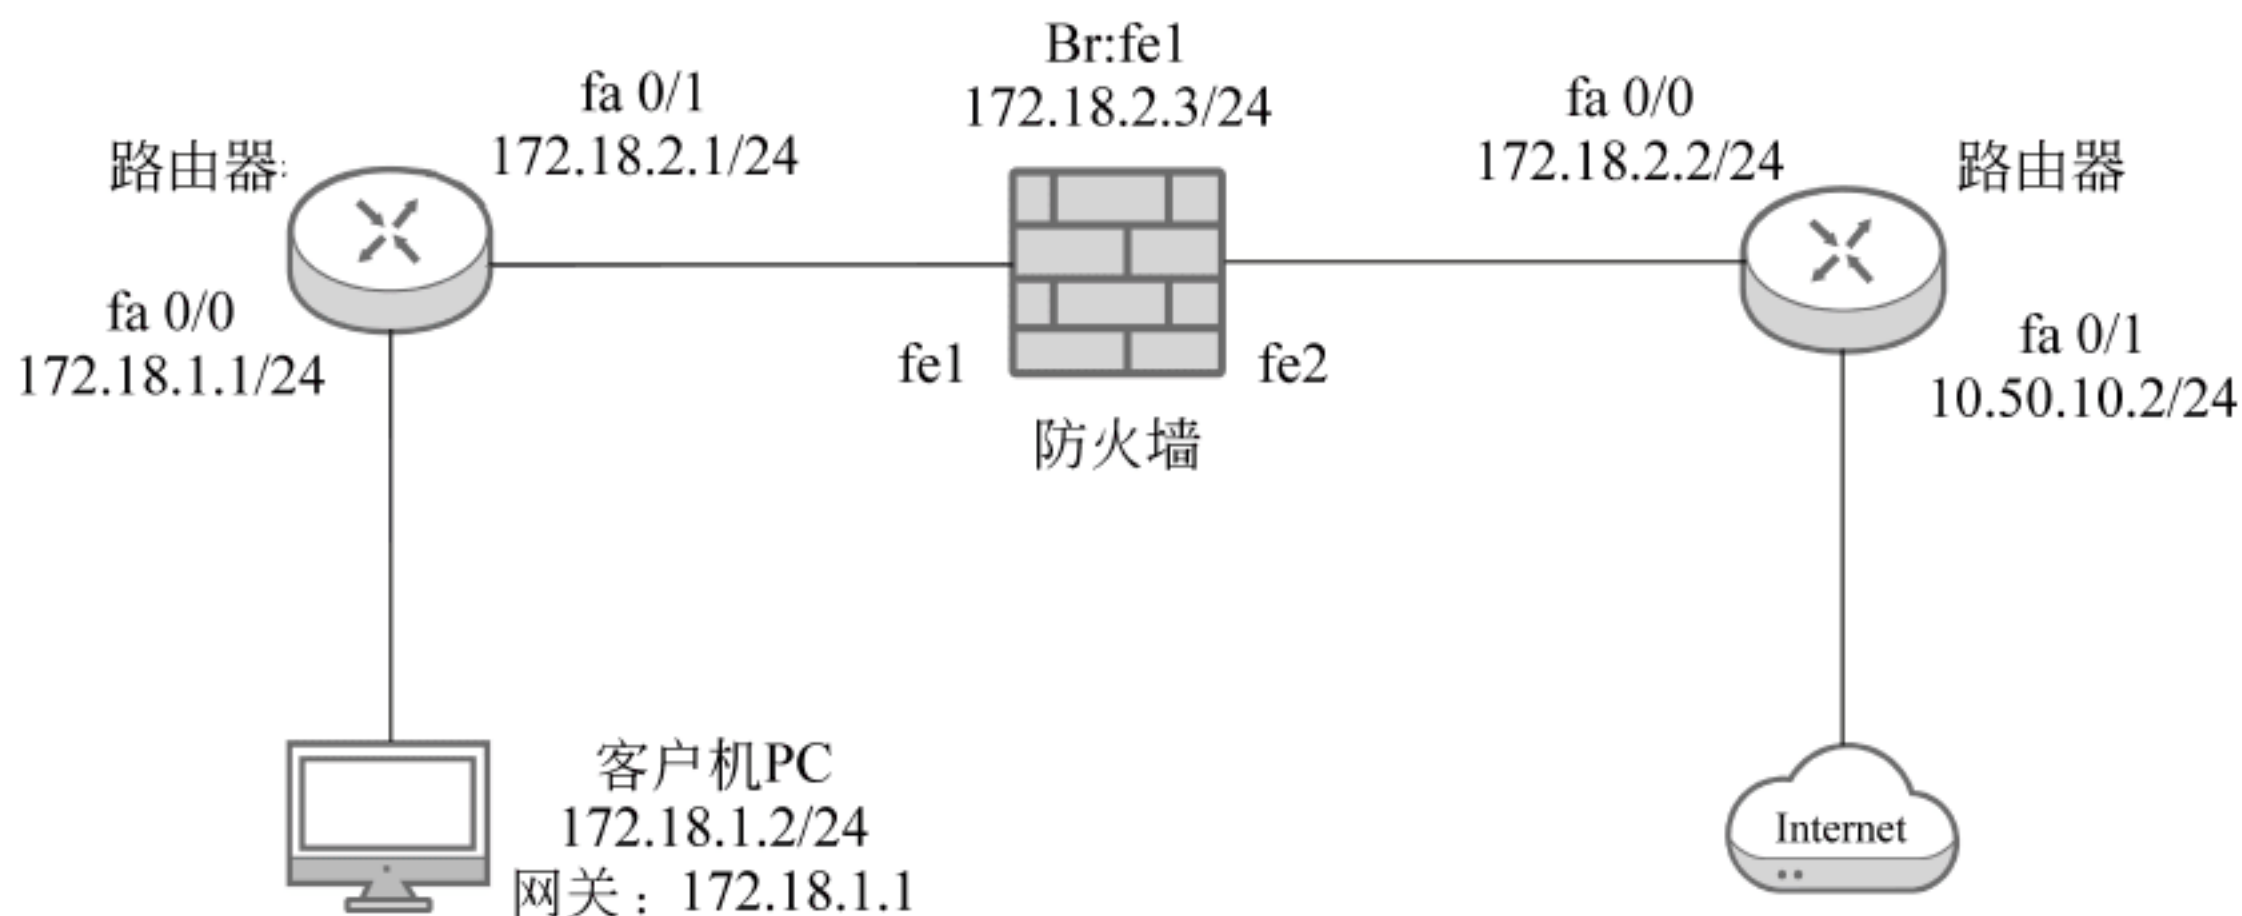 Br:fe1
172.18.2.3/24
fa 0/1
172.18.2.1/24
fa 0/0
172.18.2.2/24
路由器
路由器
fa 0/0
172.18.1.1/24
fe1
fe2
防火墙
fa 0/1
10.50.10.2/24
客户机PC
172.18.1.2/24
网关：172.18.1.1
Internet